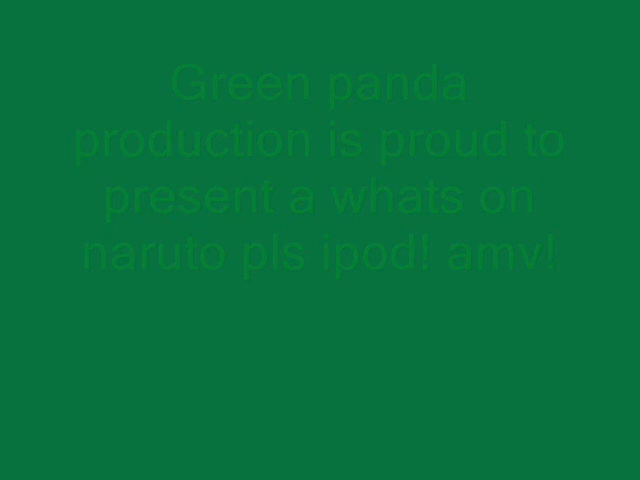 Green panda
production is proud to
present a whats on
naruto pls ipod! amv!